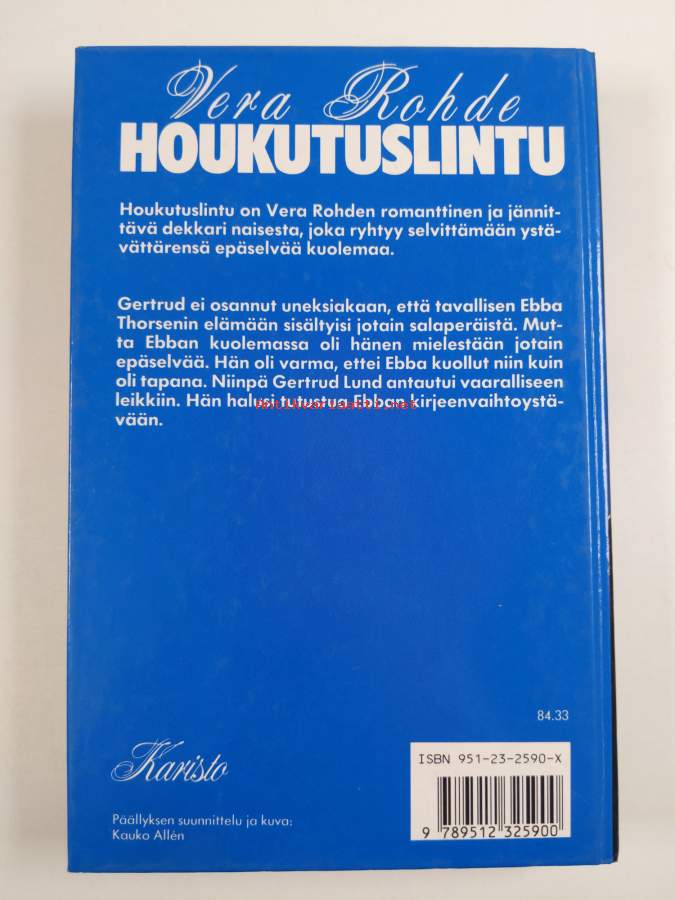 Vera Rohde
HOUKUTUSLINTU
Houkutuslintu on Vera Rohden romanttinen ja jännit-
tävä dekkari naisesta, joka ryhtyy selvittämään ystä-
vättärensä epäselvää kuolemaa.
Gertrud ei osannut uneksiakaan, että tavallisen Ebba
Thorsenin elämään sisältyisi jotain salaperäistä. Mut-
ta Ebban kuolemassa oli hänen mielestään jotain
epäselvää. Hän oli varma, ettei Ebba kuollut niin kuin
oli tapana. Niinpä Gertrud Lund antautui vaaralliseen
leikkiin. Hän halusi tutustua Ebban kirjeenvaihtoystä-
vään.
Antikvariaatti.net
84.33
ISBN 951-23-2590-X
Karisto
Päällyksen suunnittelu ja kuva:
Kauko Allén
9 789512 325900